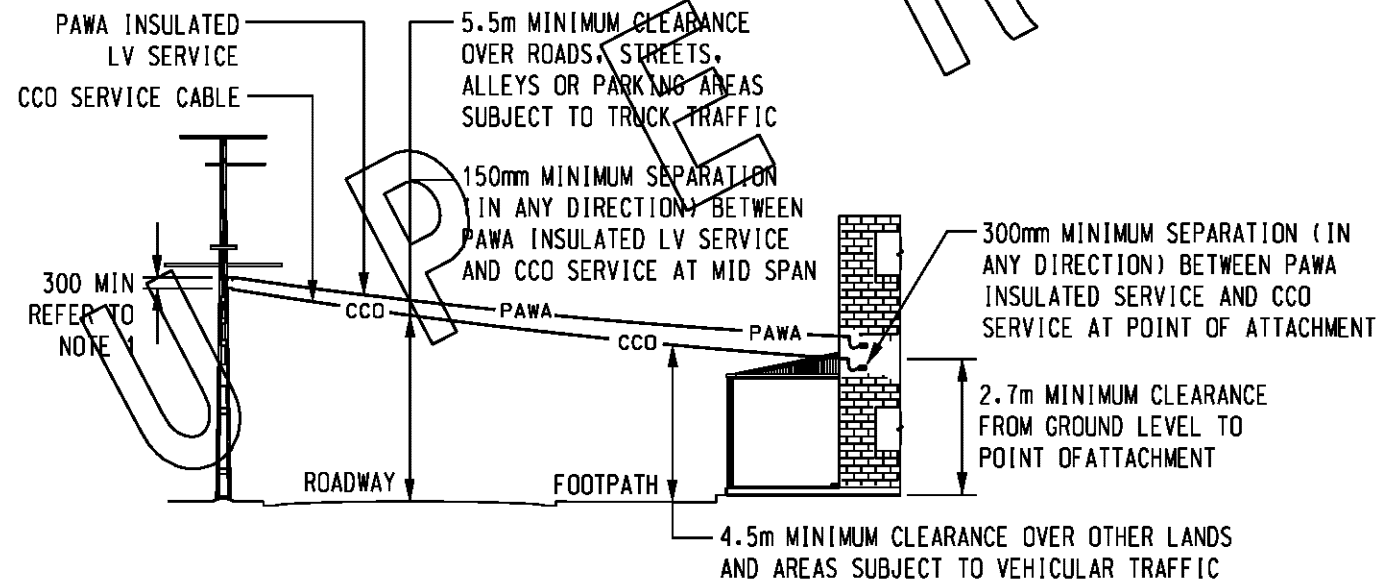 PAWA INSULATED
LV SERVICE
CCO SERVICE CABLE
5.5m MINIMUM CLEARANCE
OVER ROADS, STREETS,
ALLEYS OR PARKING AREAS
SUBJECT TO TRUCK TRAFFIC
150mm MINIMUM SEPARATION
(IN ANY DIRECTION) BETWEEN
PAWA INSULATED LV SERVICE
AND CCO SERVICE AT MID SPAN
300mm MINIMUM SEPARATION (IN
ANY DIRECTION) BETWEEN PAWA
INSULATED SERVICE AND CCO
SERVICE AT POINT OF ATTACHMENT
300 MIN
REFER TO
NOTE 1
CCO
PAWA
CCO
PAWA
2.7m MINIMUM CLEARANCE
FROM GROUND LEVEL TO
POINT OFATTACHMENT
ROADWAY
FOOTPATH
4.5m MINIMUM CLEARANCE OVER OTHER LANDS
AND AREAS SUBJECT TO VEHICULAR TRAFFIC
U P E